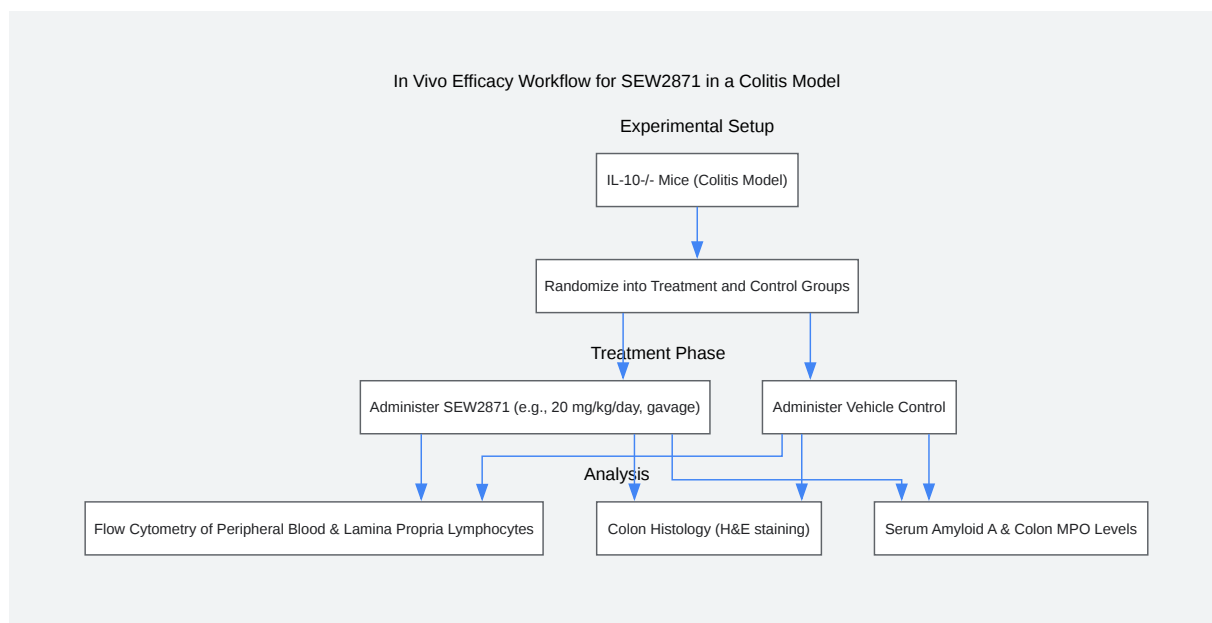 In Vivo Efficacy Workflow for SEW2871 in a Colitis Model
Experimental Setup
IL-10-/- Mice (Colitis Model)
Randomize into Treatment and Control Groups
Treatment Phase
Administer SEW2871 (e.g., 20 mg/kg/day, gavage)
Administer Vehicle Control
Analysis
Flow Cytometry of Peripheral Blood & Lamina Propria Lymphocytes
Colon Histology (H&E staining)
Serum Amyloid A & Colon MPO Levels